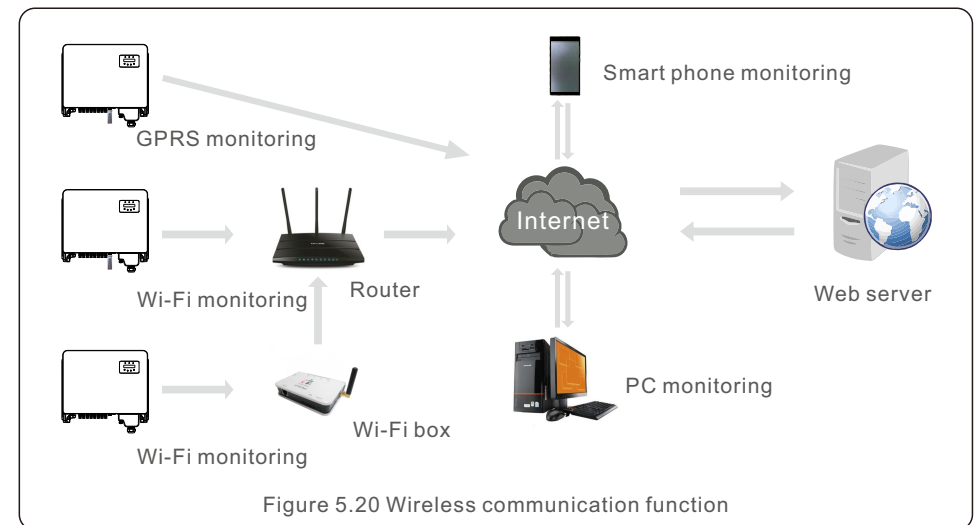 Smart phone monitoring
GPRS monitoring
Internet
Wi-Fi monitoring
Router
Web server
PC monitoring
Wi-Fi box
Wi-Fi monitoring
Figure 5.20 Wireless communication function